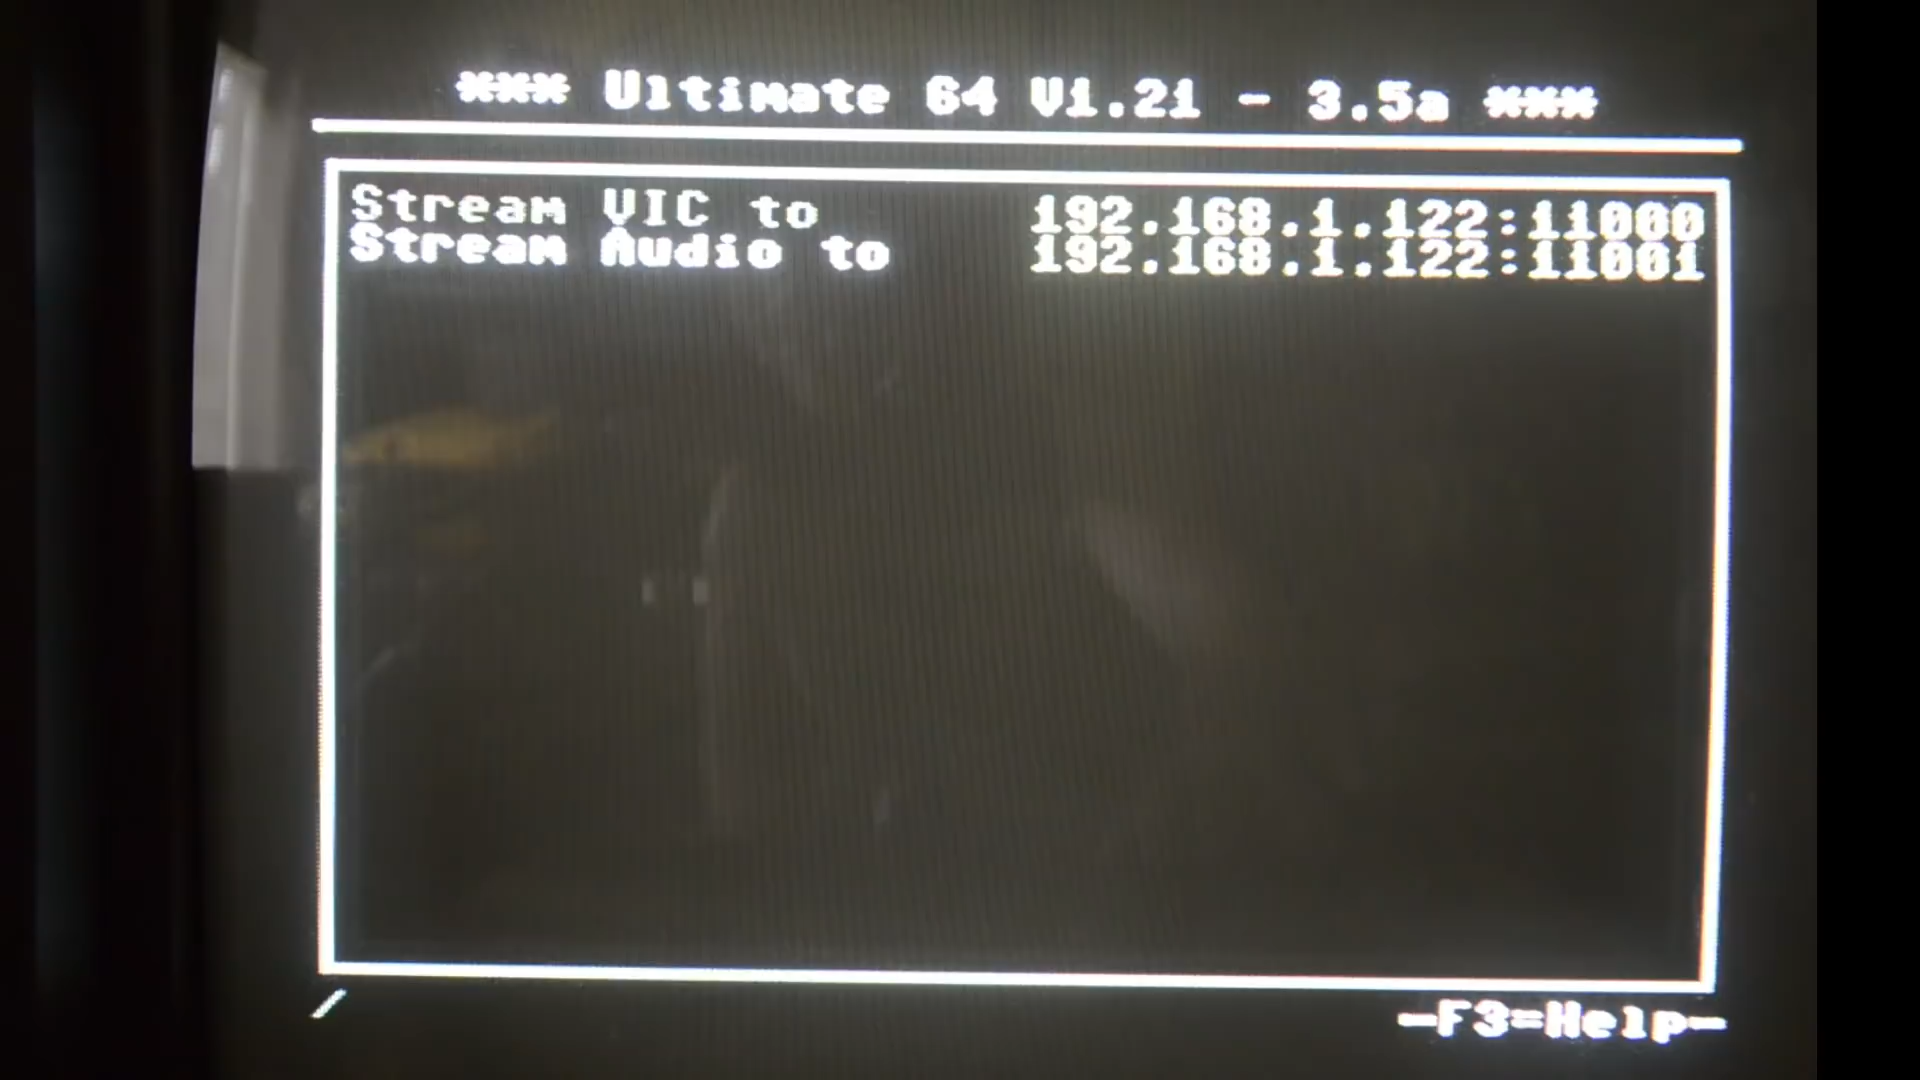 *** Ultimate 64 V1.21 - 3.5a ***
Stream VIC to 192.168.1.122:11000
Stream Audio to 192.168.1.122:11001
/
-F3=Help-